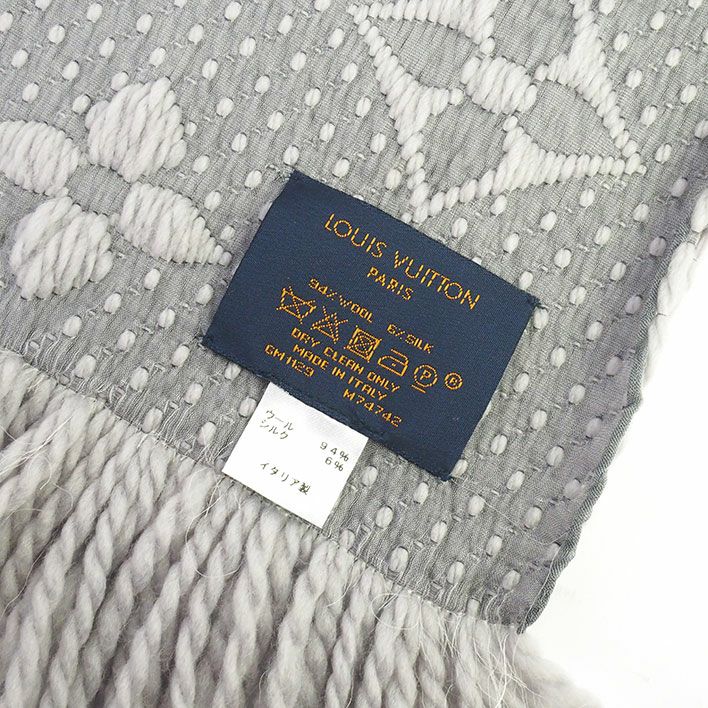 LOUIS VUITTON
PARIS
94% WOOL 6% SILK
P ®
DRY CLEAN ONLY
MADE IN ITALY
GM1129 M74742
ウール 94%
シルク 6%
イタリア製